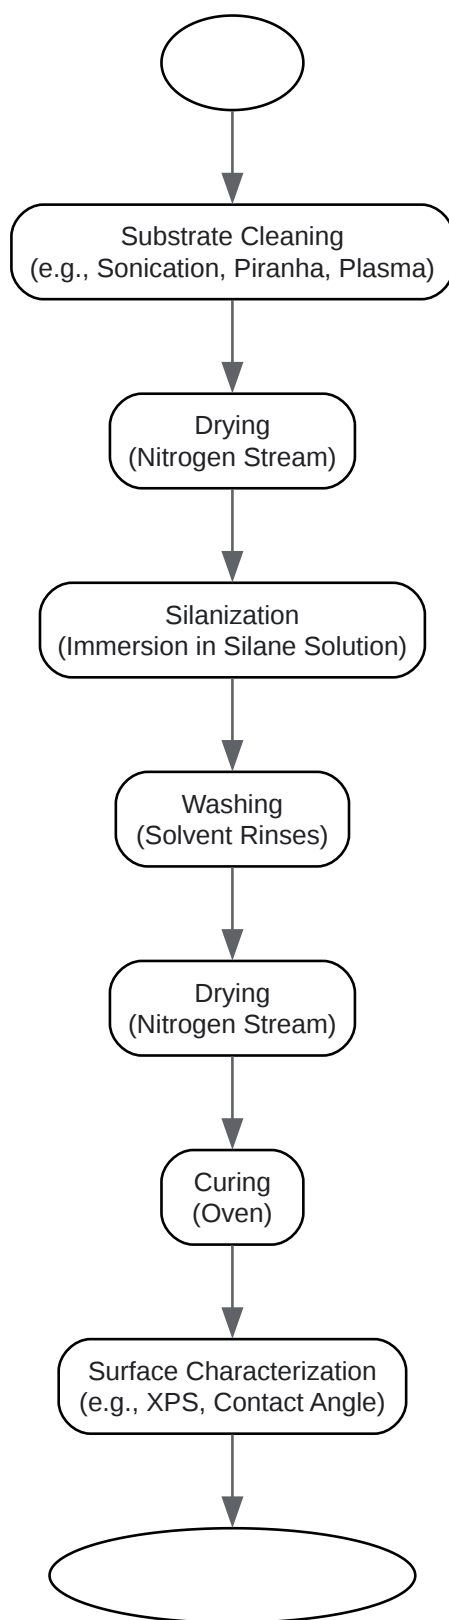 Substrate Cleaning
(e.g., Sonication, Piranha, Plasma)
Drying
(Nitrogen Stream)
Silanization
(Immersion in Silane Solution)
Washing
(Solvent Rinses)
Drying
(Nitrogen Stream)
Curing
(Oven)
Surface Characterization
(e.g., XPS, Contact Angle)